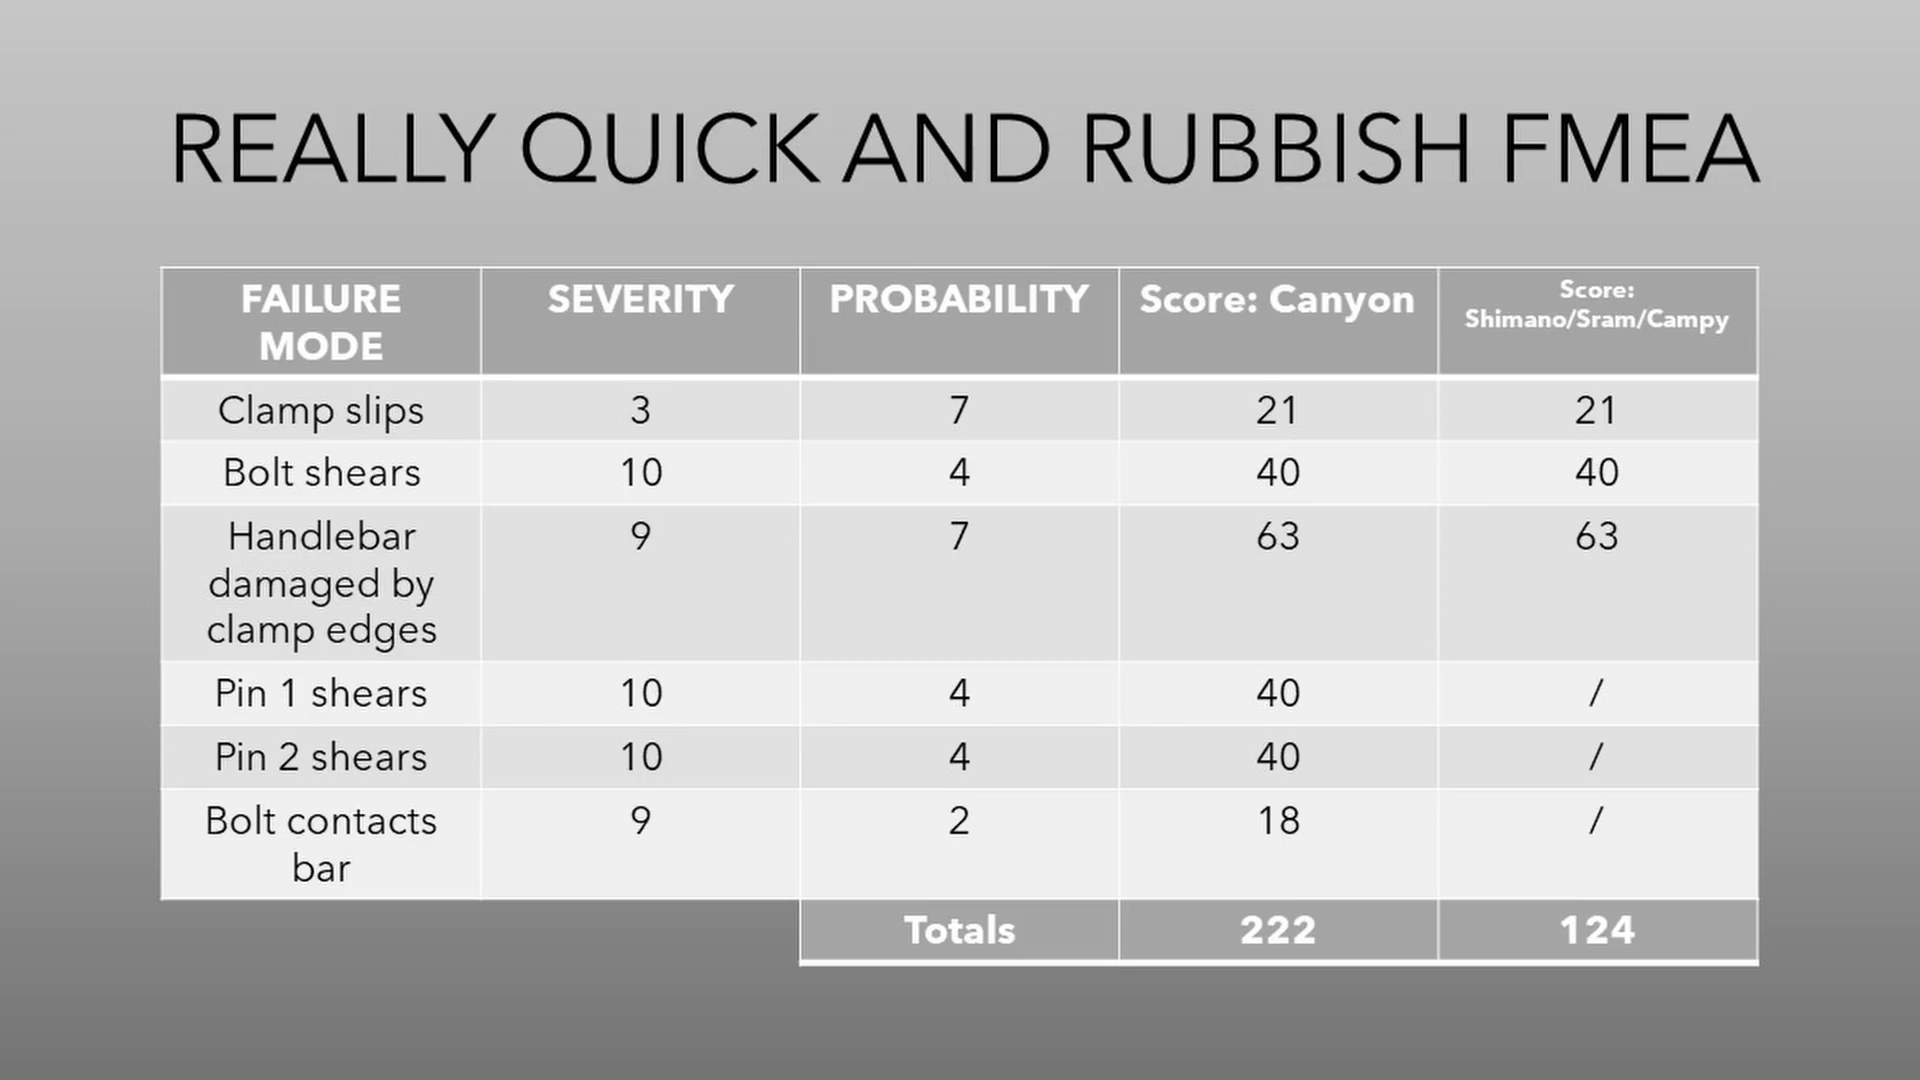 REALLY QUICK AND RUBBISH FMEA
FAILURE MODE SEVERITY PROBABILITY Score: Canyon Score: Shimano/Sram/Campy
Clamp slips 3 7 21 21
Bolt shears 10 4 40 40
Handlebar damaged by clamp edges 9 7 63 63
Pin 1 shears 10 4 40 /
Pin 2 shears 10 4 40 /
Bolt contacts bar 9 2 18 /
Totals 222 124